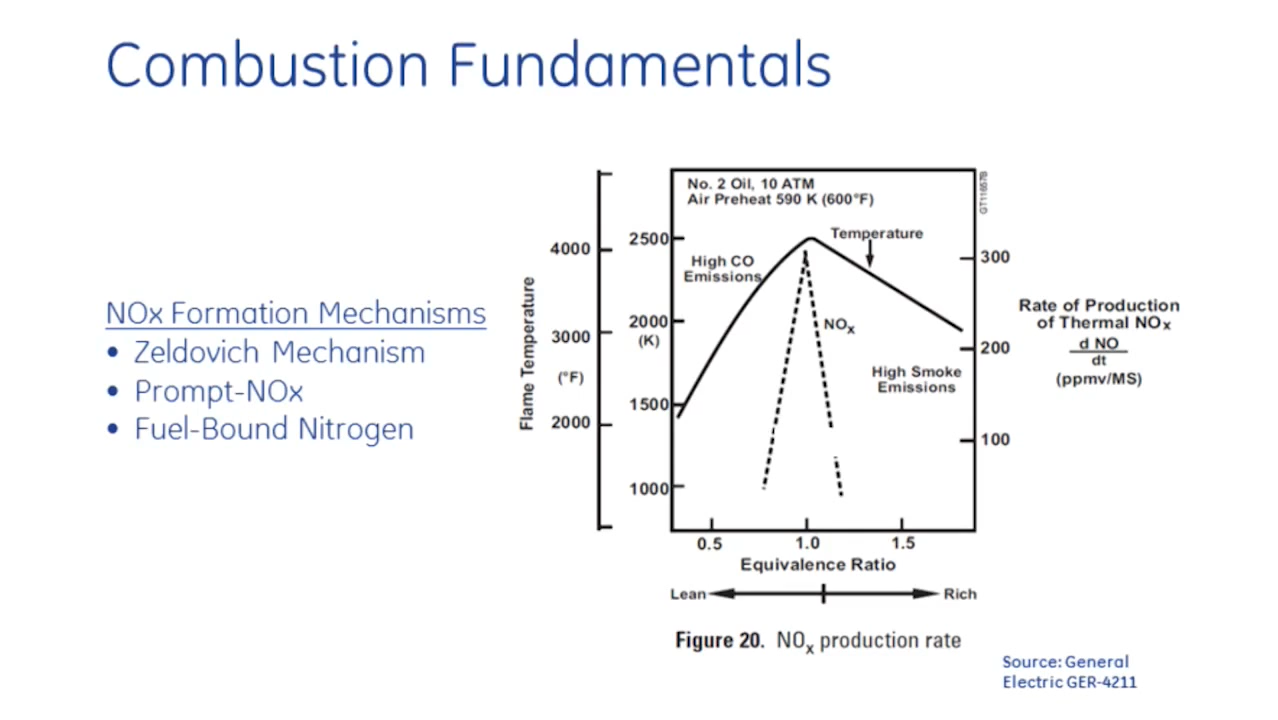 Combustion Fundamentals
NOx Formation Mechanisms
• Zeldovich Mechanism
• Prompt-NOx
• Fuel-Bound Nitrogen
Flame Temperature
4000
3000
(°F)
2000
2500
2000
(K)
1500
1000
No. 2 Oil, 10 ATM
Air Preheat 590 K (600°F)
High CO
Emissions
Temperature
NOx
High Smoke
Emissions
GT11657B
300
200
100
Rate of Production
of Thermal NOx
d NO
dt
(ppmv/MS)
0.5 1.0 1.5
Equivalence Ratio
Lean Rich
Figure 20. NOx production rate
Source: General
Electric GER-4211